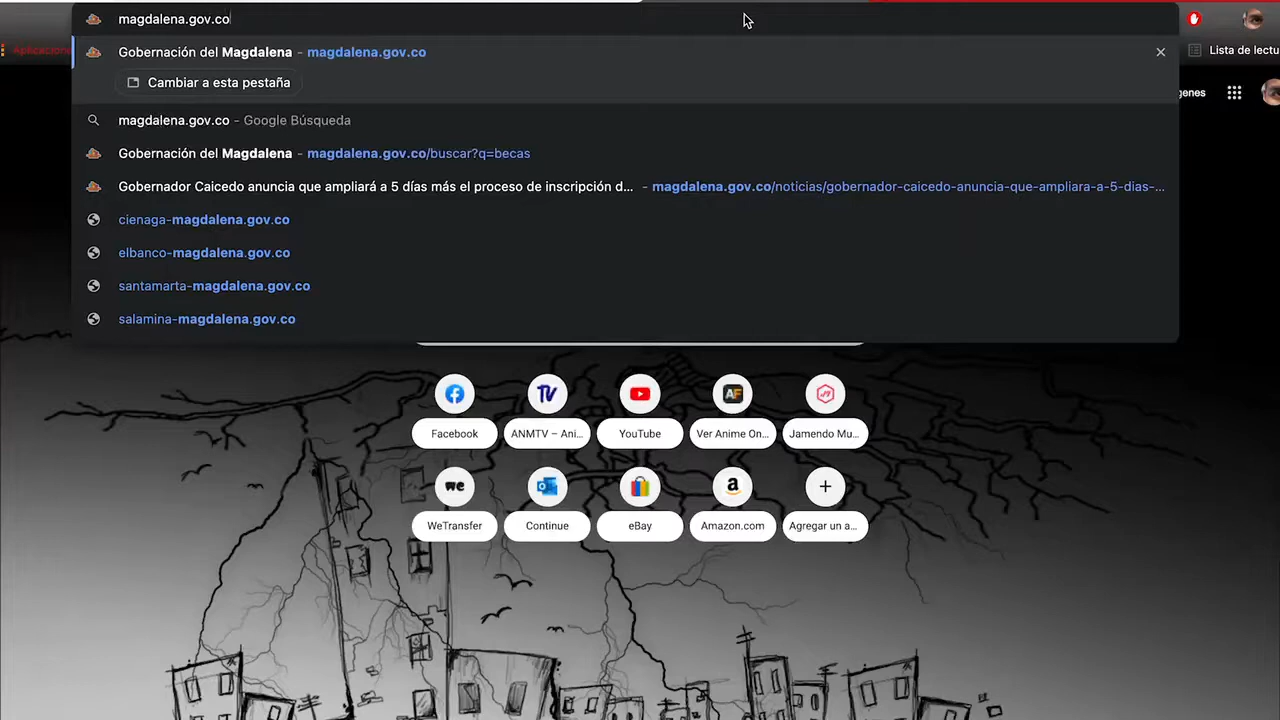 magdalena.gov.co
Aplicacione
Lista de lectu
Gobernación del Magdalena - magdalena.gov.co
Cambiar a esta pestaña
genes
magdalena.gov.co - Google Búsqueda
Gobernación del Magdalena - magdalena.gov.co/buscar?q=becas
Gobernador Caicedo anuncia que ampliará a 5 días más el proceso de inscripción d... - magdalena.gov.co/noticias/gobernador-caicedo-anuncia-que-ampliara-a-5-dias-...
cienaga-magdalena.gov.co
elbanco-magdalena.gov.co
santamarta-magdalena.gov.co
salamina-magdalena.gov.co
TV AF
Facebook ANMTV – Ani... YouTube Ver Anime On... Jamendo Mu...
we a
WeTransfer Continue eBay Amazon.com Agregar un a...